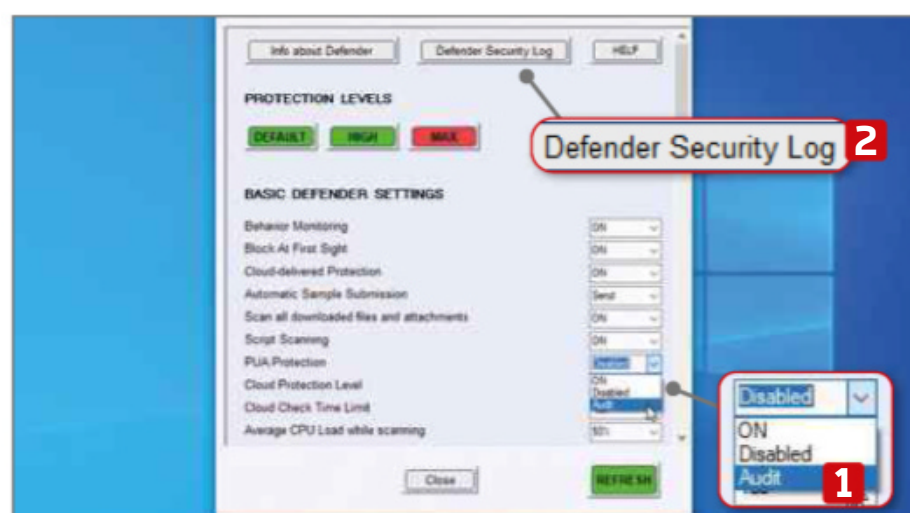 Info about Defender
Defender Security Log
HELP
PROTECTION LEVELS
DEFAULT
HIGH
MAX
Defender Security Log 2
BASIC DEFENDER SETTINGS
Behavior Monitoring ON
Block At First Sight ON
Cloud-delivered Protection ON
Automatic Sample Submission Send
Scan all downloaded files and attachments ON
Script Scanning ON
PUA Protection Disabled
Cloud Protection Level ON
Disabled
Cloud Check Time Limit Audit
Average CPU Load while scanning 50%
Disabled
ON
Disabled
Audit 1
Close
REFRESH